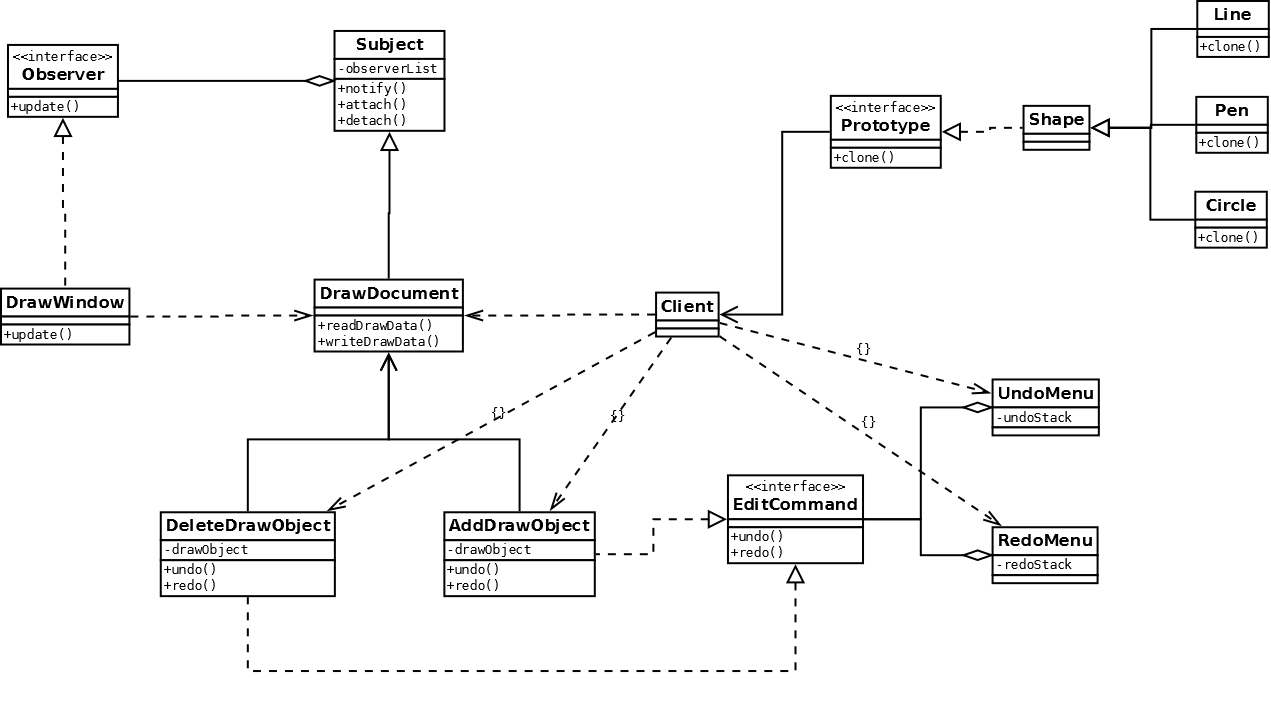 <<interface>>
Observer
+update()
Subject
-observerList
+notify()
+attach()
+detach()
<<interface>>
Prototype
+clone()
Shape
Line
+clone()
Pen
+clone()
Circle
+clone()
DrawWindow
+update()
DrawDocument
+readDrawData()
+writeDrawData()
Client
{}
{}
{}
{}
UndoMenu
-undoStack
DeleteDrawObject
-drawObject
+undo()
+redo()
AddDrawObject
-drawObject
+undo()
+redo()
<<interface>>
EditCommand
+undo()
+redo()
RedoMenu
-redoStack